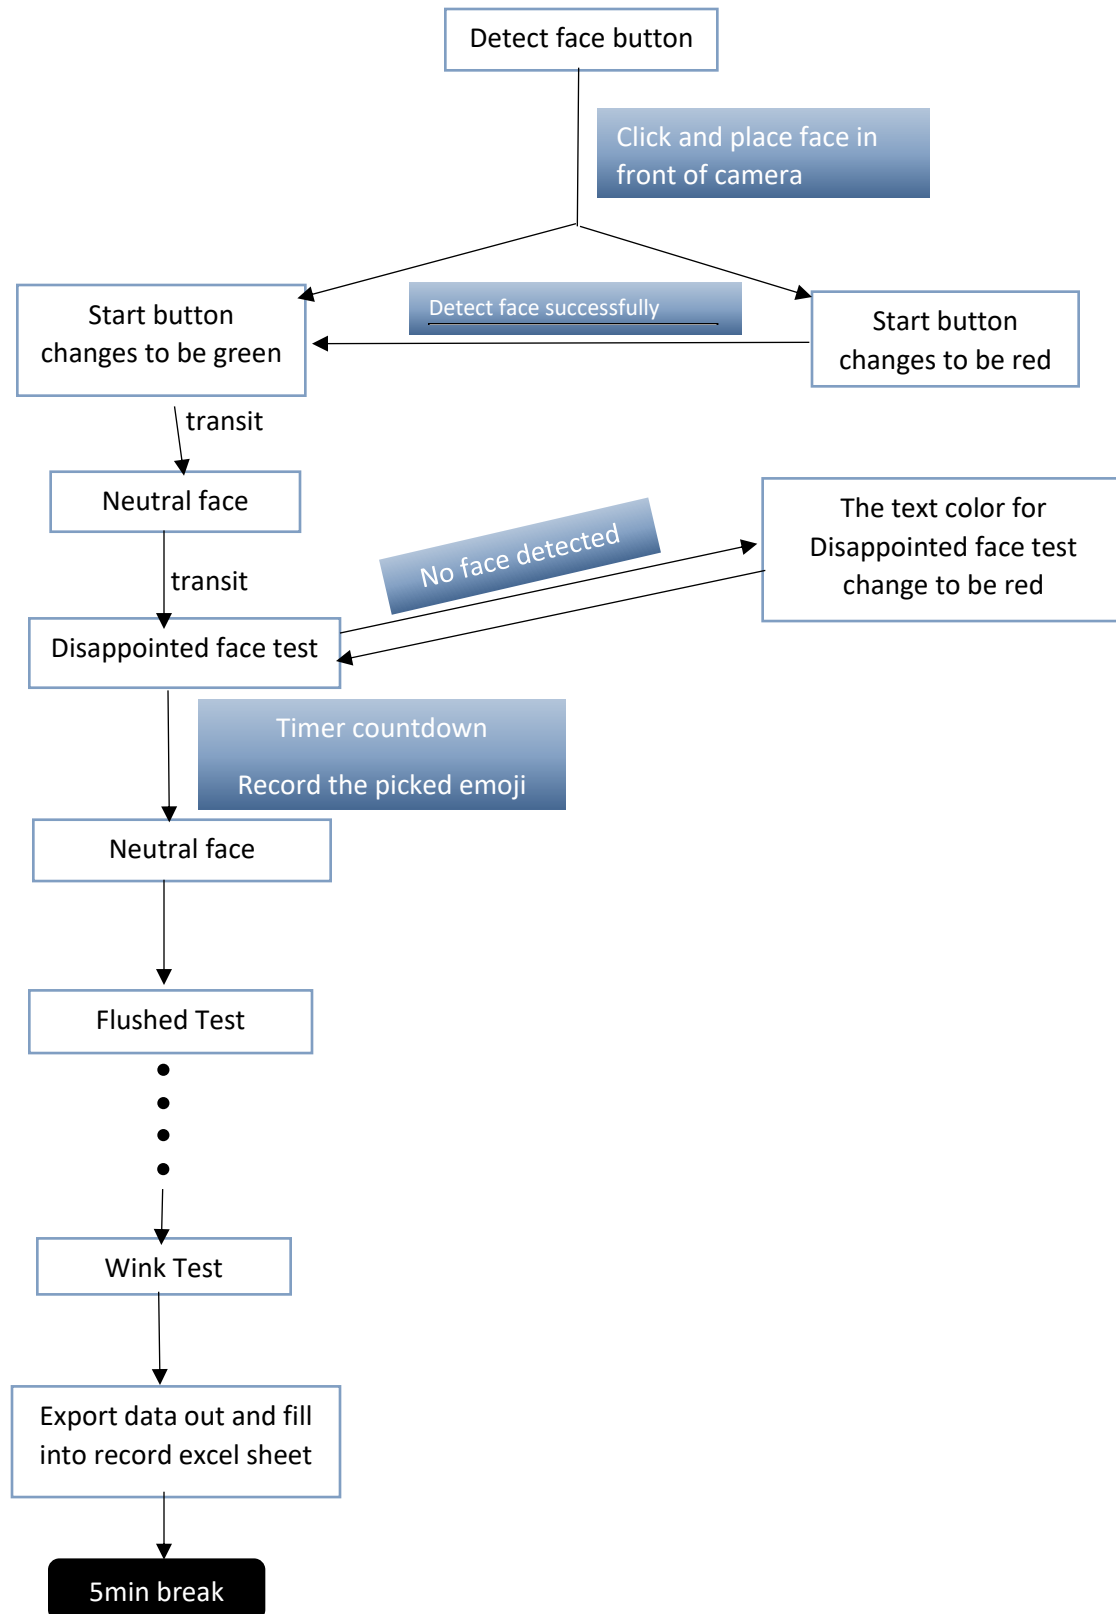 Detect face button
Click and place face in
front of camera
Start button
changes to be green
Detect face successfully
Start button
changes to be red
transit
Neutral face
No face detected
The text color for
Disappointed face test
change to be red
transit
Disappointed face test
Timer countdown
Record the picked emoji
Neutral face
Flushed Test
Wink Test
Export data out and fill
into record excel sheet
5min break